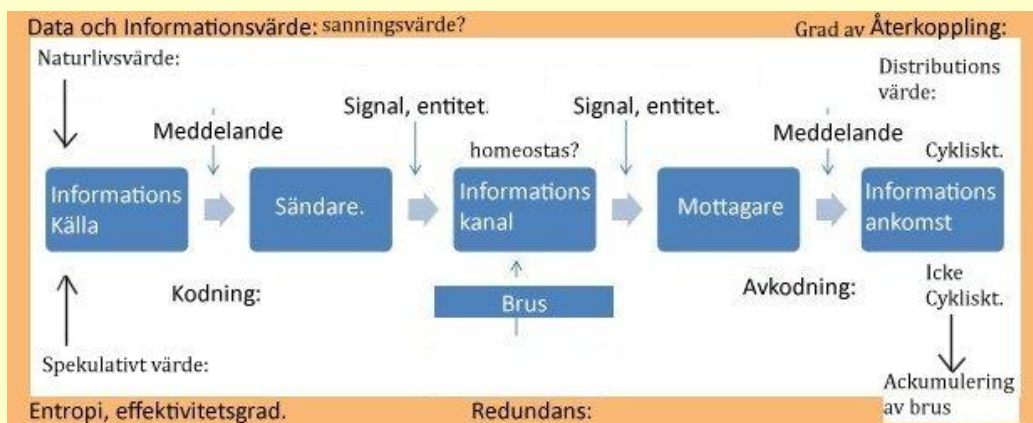 Data och Informationsvärde: sanningsvärde?
Grad av Återkoppling:
Naturlivsvärde:
Distributions
värde:
Signal, entitet.
Signal, entitet.
Meddelande
Meddelande
homeostas?
Cykliskt.
Informations
Källa
Sändare.
Informations
kanal
Mottagare
Informations
ankomst
Kodning:
Brus
Avkodning:
Icke
Cykliskt.
Spekulativt värde:
Ackumulering
av brus
Entropi, effektivitetsgrad.
Redundans: